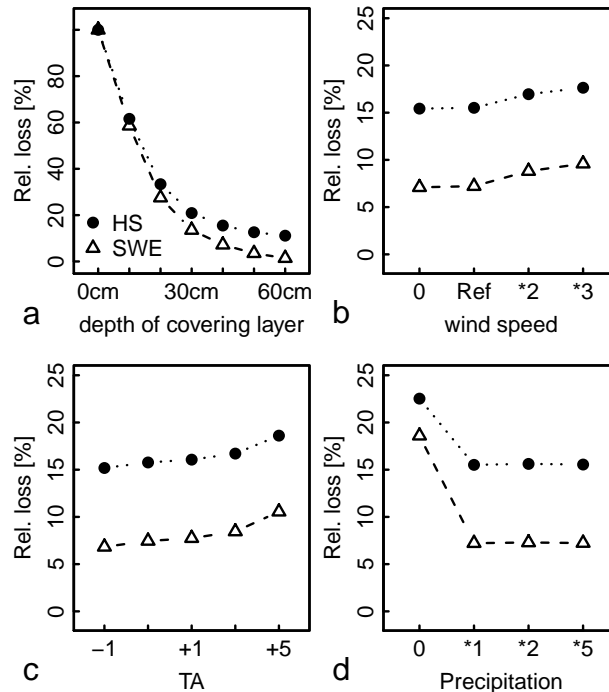 Rel. loss [%]
0 20 40 60 80
HS
SWE
0cm 30cm 60cm
a depth of covering layer
Rel. loss [%]
0 5 10 15 20 25
0 Ref *2 *3
b wind speed
Rel. loss [%]
0 5 10 15 20 25
−1 +1 +5
c TA
Rel. loss [%]
0 5 10 15 20 25
0 *1 *2 *5
d Precipitation